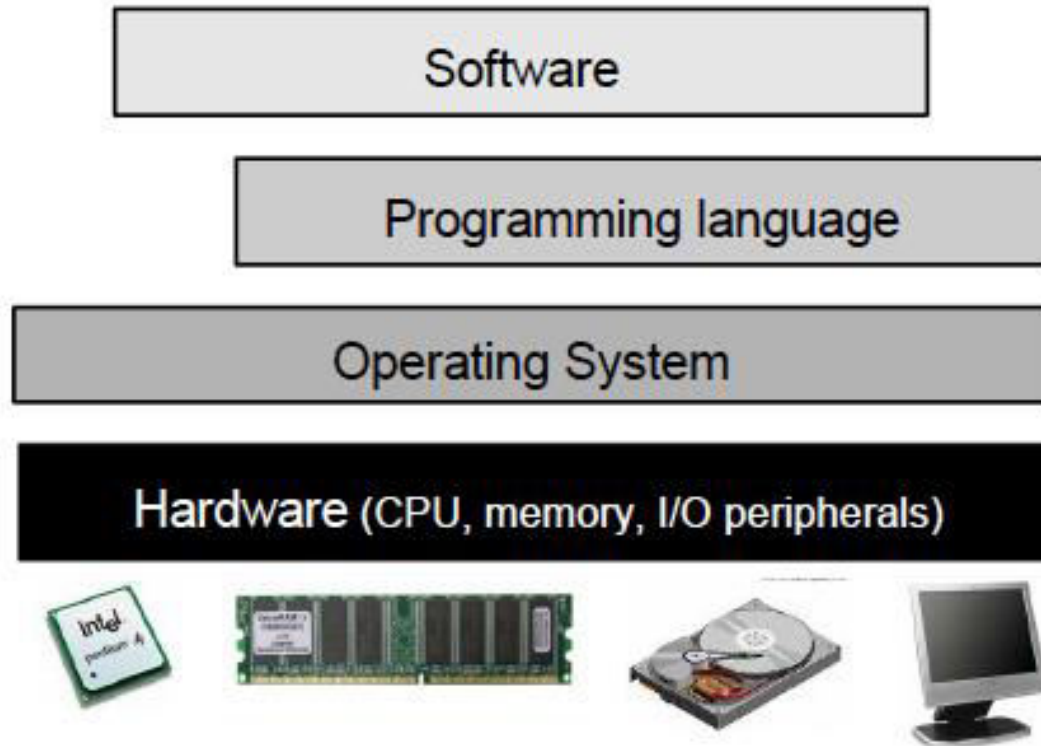 Software
Programming language
Operating System
Hardware (CPU, memory, I/O peripherals)
intel
pentium 4